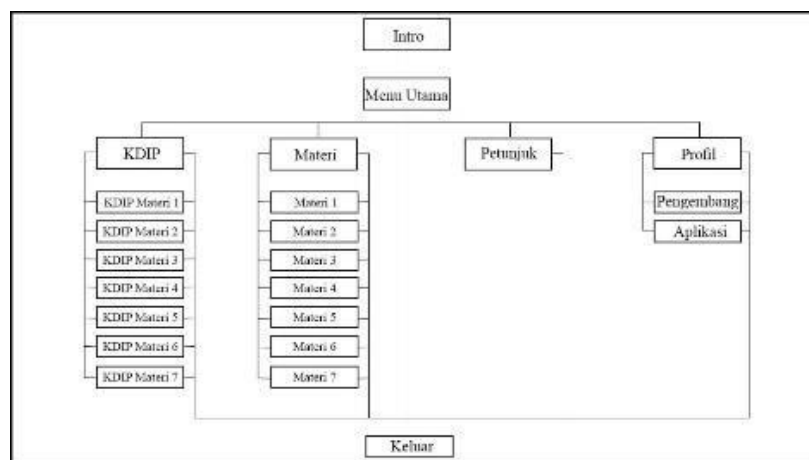 Intro
Menu Utama
KDIP
Materi
Petunjuk
Profil
KDIP Materi 1
KDIP Materi 2
KDIP Materi 3
KDIP Materi 4
KDIP Materi 5
KDIP Materi 6
KDIP Materi 7
Materi 1
Materi 2
Materi 3
Materi 4
Materi 5
Materi 6
Materi 7
Pengembang
Aplikasi
Keluar